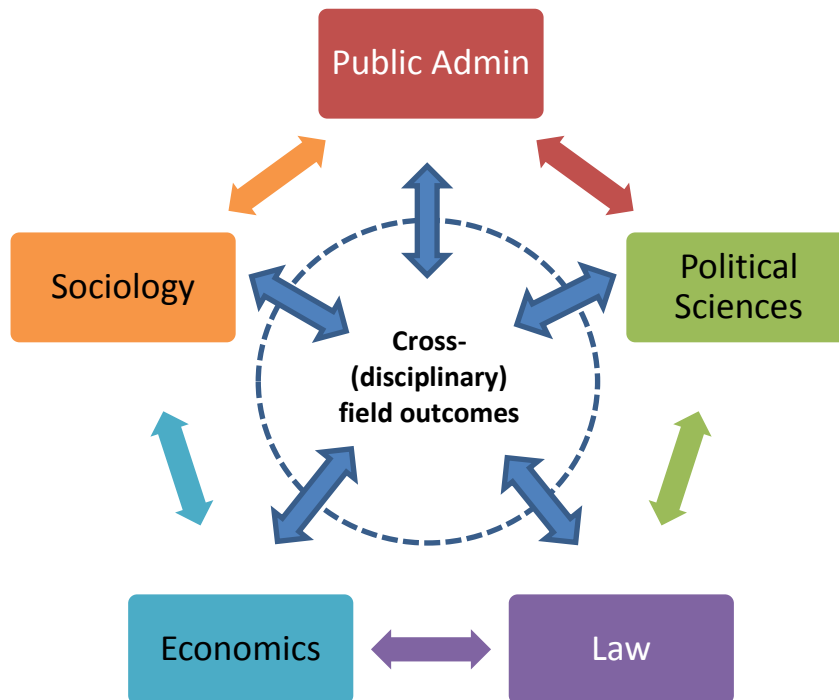 Public Admin
Sociology
Political
Sciences
Cross-
(disciplinary)
field outcomes
Economics
Law